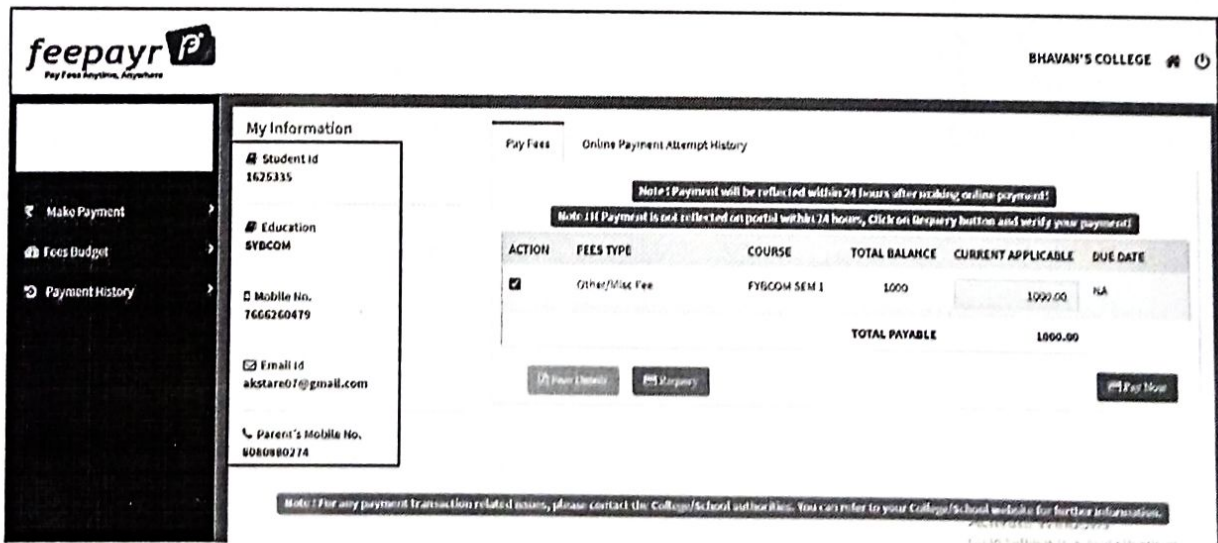 feepayr
Pay Fees Anytime, Anywhere
BHAVAN'S COLLEGE
₹ Make Payment
Fees Budget
Payment History
My Information
Student Id
1625335
Education
SYBCOM
Mobile No.
7666260479
Email Id
akstare07@gmail.com
Parent's Mobile No.
8080880274
Pay Fees Online Payment Attempt History
Note : Payment will be reflected within 24 hours after making online payment!
Note : If Payment is not reflected on portal within 24 hours, Click on Requery button and verify your payment!
ACTION FEES TYPE COURSE TOTAL BALANCE CURRENT APPLICABLE DUE DATE
Other/Misc Fee FYBCOM SEM 1 1000 1000.00 NA
TOTAL PAYABLE 1000.00
Requery Pay Now
Note : For any payment transaction related issues, please contact the College/School authorities. You can refer to your College/School website for further information.
Activate Windows